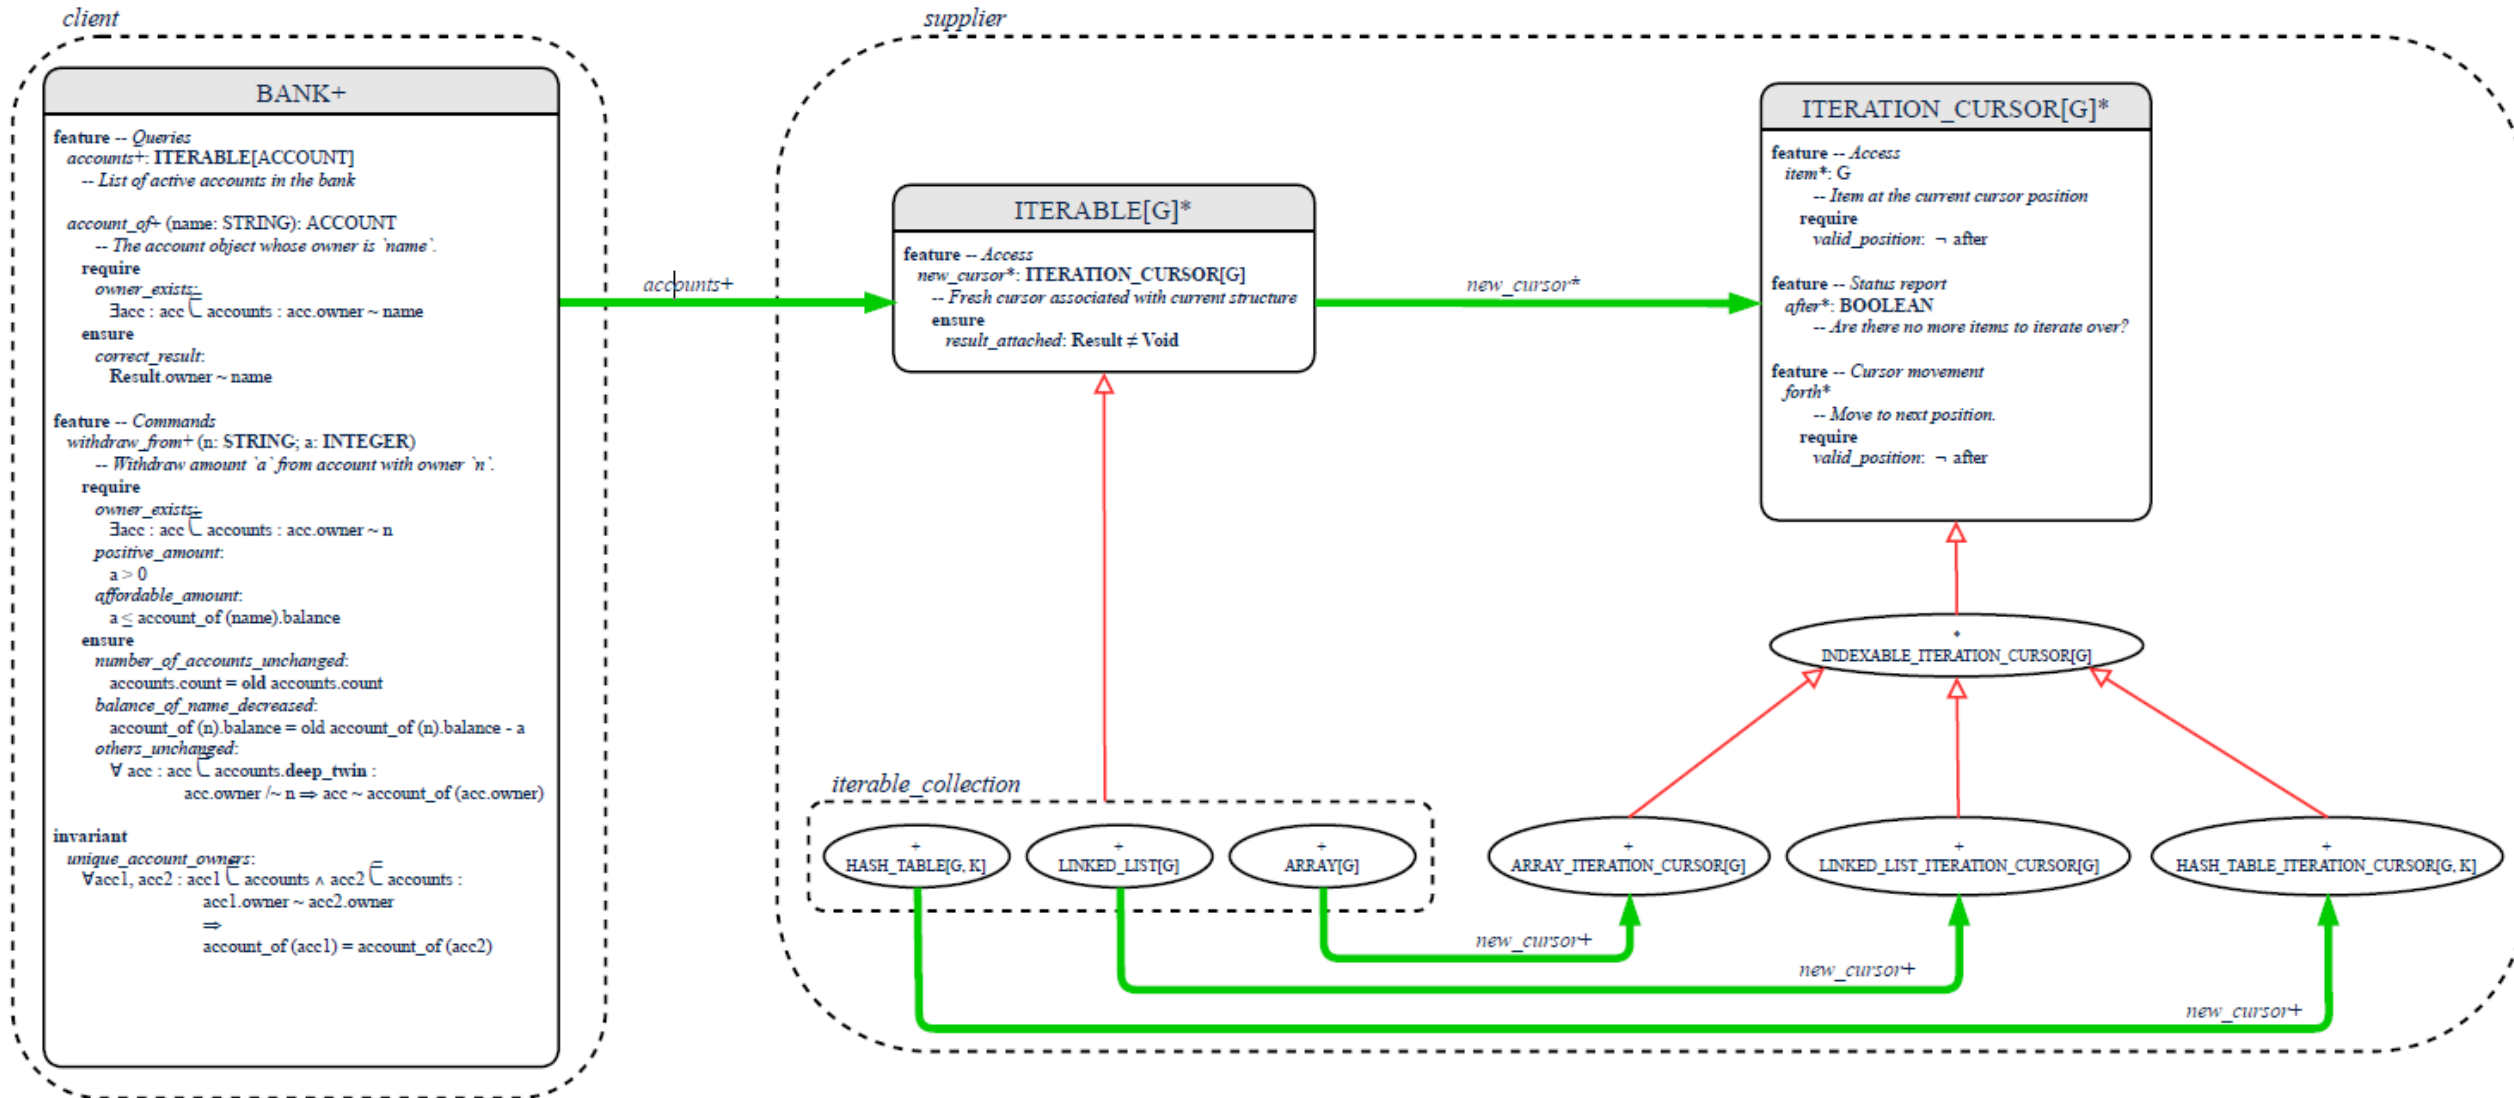 client
BANK+
feature -- Queries
accounts+: ITERABLE[ACCOUNT]
-- List of active accounts in the bank
account_of+ (name: STRING): ACCOUNT
-- The account object whose owner is `name`.
require
owner_exists:
∃acc : acc ∈ accounts : acc.owner ~ name
ensure
correct_result:
Result.owner ~ name
feature -- Commands
withdraw_from+ (n: STRING; a: INTEGER)
-- Withdraw amount `a` from account with owner `n`.
require
owner_exists:
∃acc : acc ∈ accounts : acc.owner ~ n
positive_amount:
a > 0
affordable_amount:
a ≤ account_of (name).balance
ensure
number_of_accounts_unchanged:
accounts.count = old accounts.count
balance_of_name_decreased:
account_of (n).balance = old account_of (n).balance - a
others_unchanged:
∀ acc : acc ∈ accounts.deep_twin :
acc.owner /~ n ⇒ acc ~ account_of (acc.owner)
invariant
unique_account_owners:
∀acc1, acc2 : acc1 ∈ accounts ∧ acc2 ∈ accounts :
acc1.owner ~ acc2.owner
⇒
account_of (acc1) = account_of (acc2)
accounts+
supplier
ITERABLE[G]*
feature -- Access
new_cursor*: ITERATION_CURSOR[G]
-- Fresh cursor associated with current structure
ensure
result_attached: Result ≠ Void
new_cursor*
ITERATION_CURSOR[G]*
feature -- Access
item*: G
-- Item at the current cursor position
require
valid_position: ¬ after
feature -- Status report
after*: BOOLEAN
-- Are there no more items to iterate over?
feature -- Cursor movement
forth*
-- Move to next position.
require
valid_position: ¬ after
*
INDEXABLE_ITERATION_CURSOR[G]
iterable_collection
+
HASH_TABLE[G, K]
+
LINKED_LIST[G]
+
ARRAY[G]
+
ARRAY_ITERATION_CURSOR[G]
+
LINKED_LIST_ITERATION_CURSOR[G]
+
HASH_TABLE_ITERATION_CURSOR[G, K]
new_cursor+
new_cursor+
new_cursor+